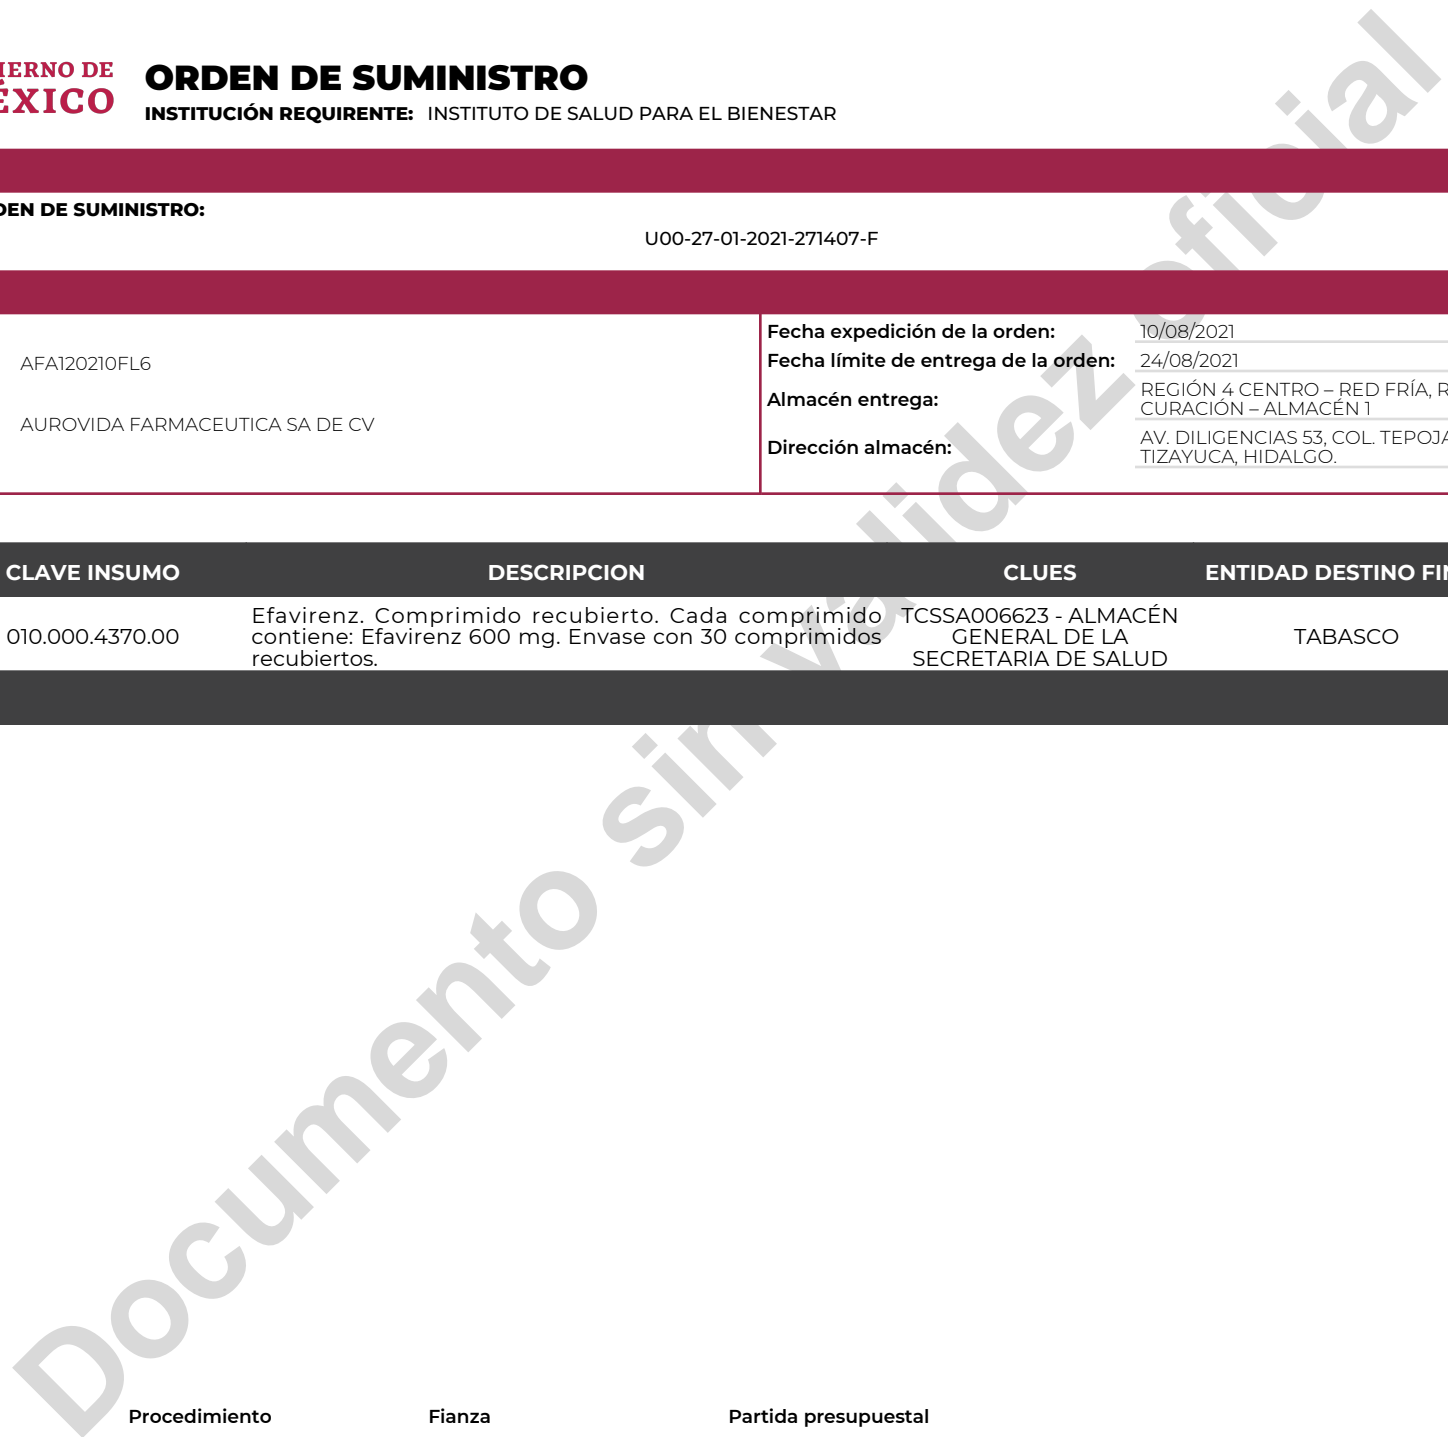 IERNO DE
ÉXICO
ORDEN DE SUMINISTRO
INSTITUCIÓN REQUIRENTE: INSTITUTO DE SALUD PARA EL BIENESTAR
DEN DE SUMINISTRO:
U00-27-01-2021-271407-F
AFA120210FL6
AUROVIDA FARMACEUTICA SA DE CV
Fecha expedición de la orden: 10/08/2021
Fecha límite de entrega de la orden: 24/08/2021
Almacén entrega: REGIÓN 4 CENTRO – RED FRÍA, R
CURACIÓN – ALMACÉN 1
Dirección almacén: AV. DILIGENCIAS 53, COL. TEPOJA
TIZAYUCA, HIDALGO.
CLAVE INSUMO DESCRIPCION CLUES ENTIDAD DESTINO FIN
010.000.4370.00
Efavirenz. Comprimido recubierto. Cada comprimido
contiene: Efavirenz 600 mg. Envase con 30 comprimidos
recubiertos.
TCSSA006623 - ALMACÉN
GENERAL DE LA
SECRETARIA DE SALUD
TABASCO
Documento sin validez oficial
Procedimiento Fianza Partida presupuestal